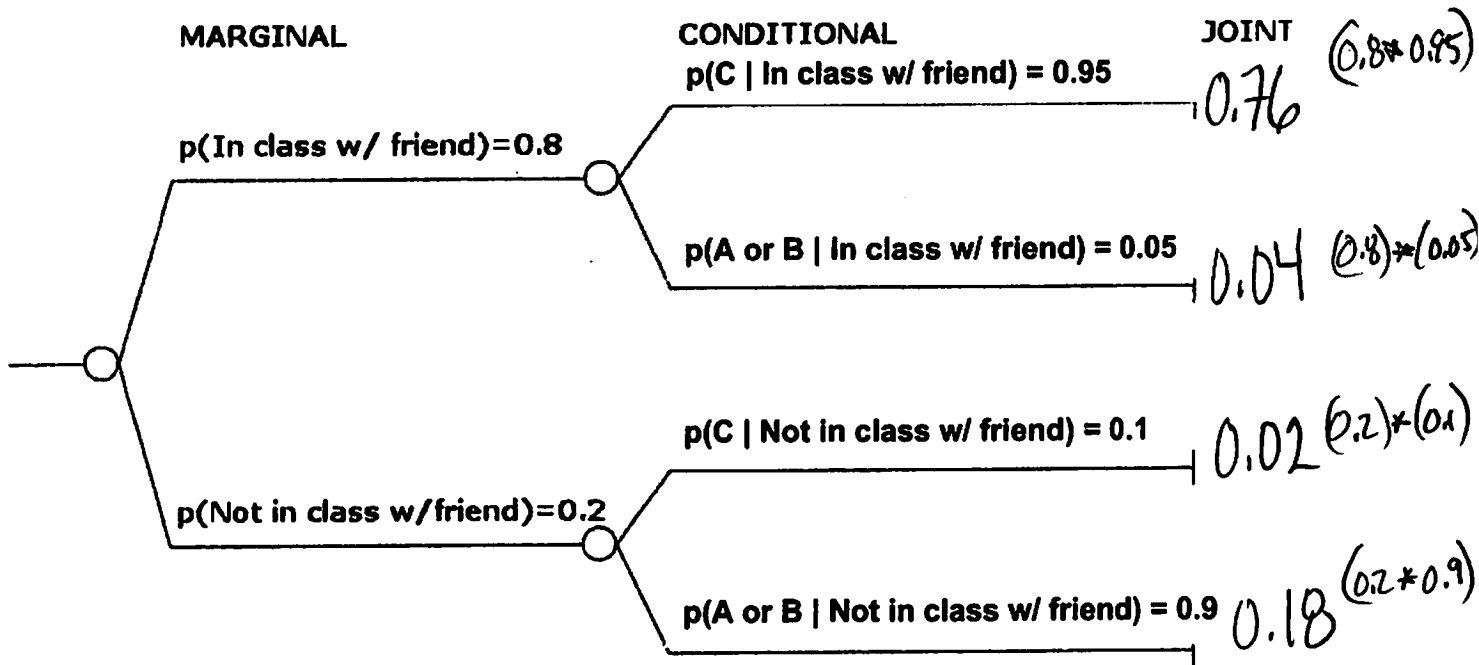 MARGINAL CONDITIONAL JOINT
p(C | In class w/ friend) = 0.95 0.76 (0.8*0.95)
p(In class w/ friend)=0.8
p(A or B | In class w/ friend) = 0.05 0.04 (0.8)*(0.05)
p(C | Not in class w/ friend) = 0.1 0.02 (0.2)*(0.1)
p(Not in class w/friend)=0.2
p(A or B | Not in class w/ friend) = 0.9 0.18 (0.2*0.9)